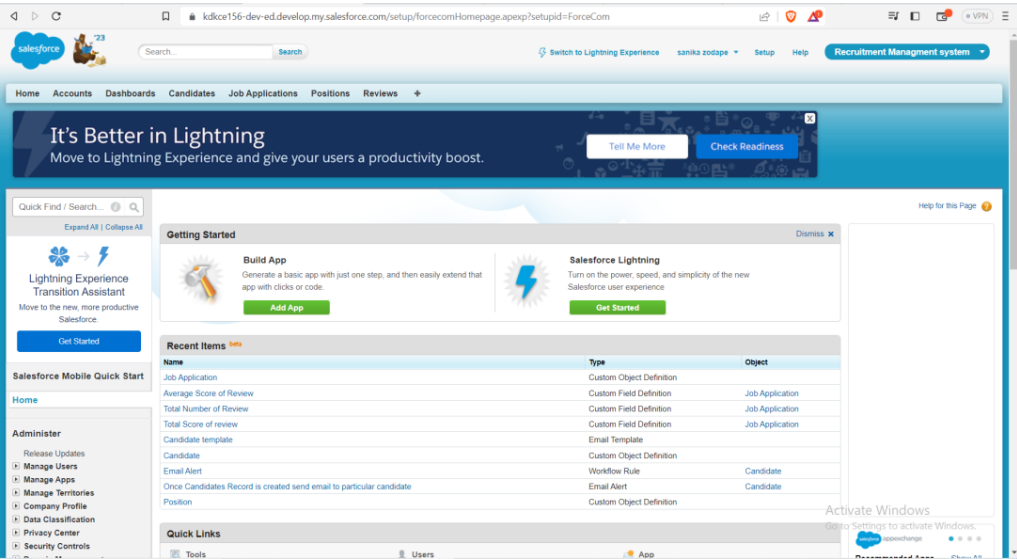 kdkce156-dev-ed.develop.my.salesforce.com/setup/forcecomHomepage.apexp?setupid=ForceCom
VPN
salesforce
'23
Search...
Search
Switch to Lightning Experience
sanika zodape
Setup
Help
Recruitment Managment system
Home Accounts Dashboards Candidates Job Applications Positions Reviews +
It's Better in Lightning
Move to Lightning Experience and give your users a productivity boost.
Tell Me More
Check Readiness
X
Quick Find / Search...
Expand All | Collapse All
Lightning Experience
Transition Assistant
Move to the new, more productive
Salesforce.
Get Started
Salesforce Mobile Quick Start
Home
Administer
Release Updates
Manage Users
Manage Apps
Manage Territories
Company Profile
Data Classification
Privacy Center
Security Controls
Help for this Page
Getting Started
Dismiss X
Build App
Generate a basic app with just one step, and then easily extend that
app with clicks or code.
Add App
Salesforce Lightning
Turn on the power, speed, and simplicity of the new
Salesforce user experience
Get Started
Recent Items beta
Name Type Object
Job Application Custom Object Definition
Average Score of Review Custom Field Definition Job Application
Total Number of Review Custom Field Definition Job Application
Total Score of review Custom Field Definition Job Application
Candidate template Email Template
Candidate Custom Object Definition
Email Alert Workflow Rule Candidate
Once Candidates Record is created send email to particular candidate Email Alert Candidate
Position Custom Object Definition
Quick Links
Tools Users App
Activate Windows
Go to Settings to activate Windows.
salesforce appexchange
Recommended Apps Show All